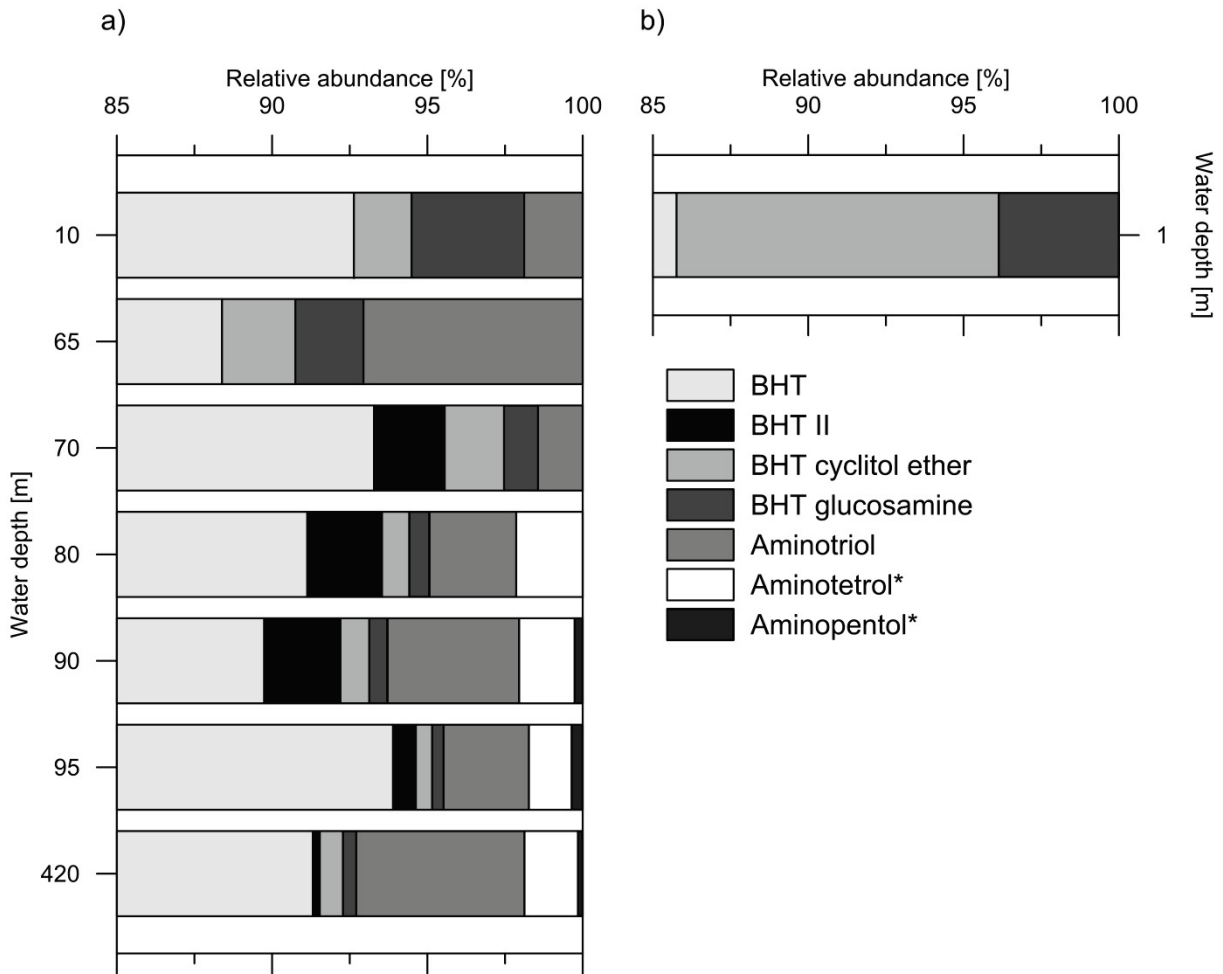 a)
Relative abundance [%]
85 90 95 100
Water depth [m]
10
65
70
80
90
95
420
b)
Relative abundance [%]
85 90 95 100
1
Water depth [m]
BHT
BHT II
BHT cyclitol ether
BHT glucosamine
Aminotriol
Aminotetrol*
Aminopentol*